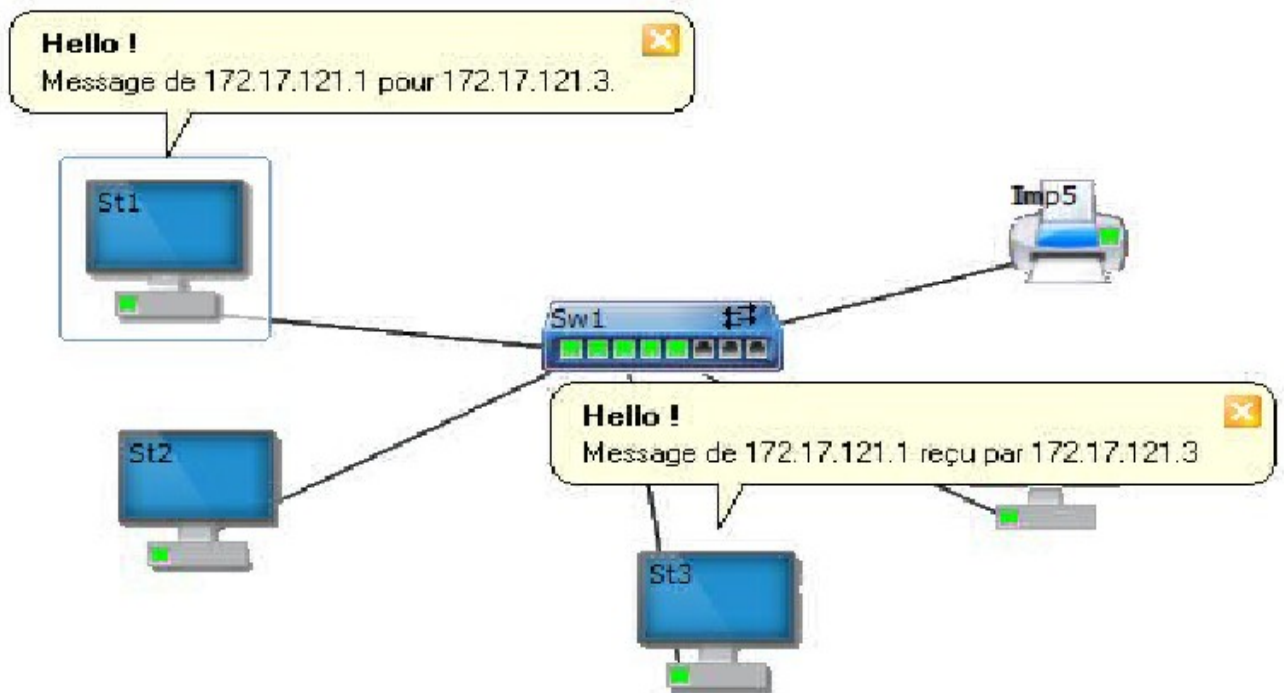 Hello !
Message de 172.17.121.1 pour 172.17.121.3.
St1
Imp5
Sw1
Hello !
Message de 172.17.121.1 reçu par 172.17.121.3
St2
St3